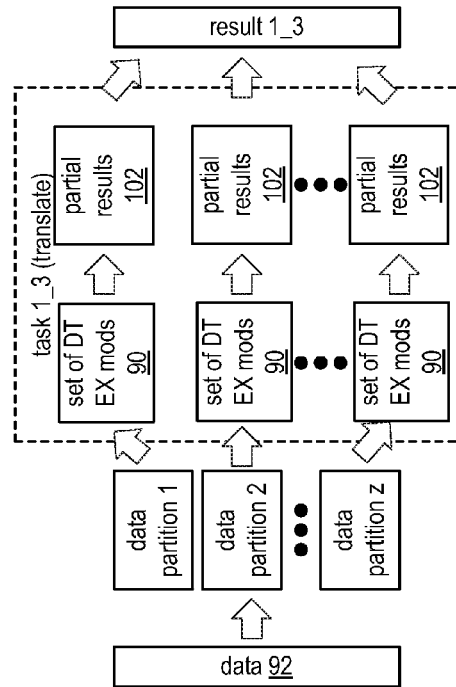 task 1_3 (translate)
data 92
data
partition 1
data
partition 2
data
partition z
set of DT
EX mods
90
set of DT
EX mods
90
set of DT
EX mods
90
partial
results
102
partial
results
102
partial
results
102
result 1_3